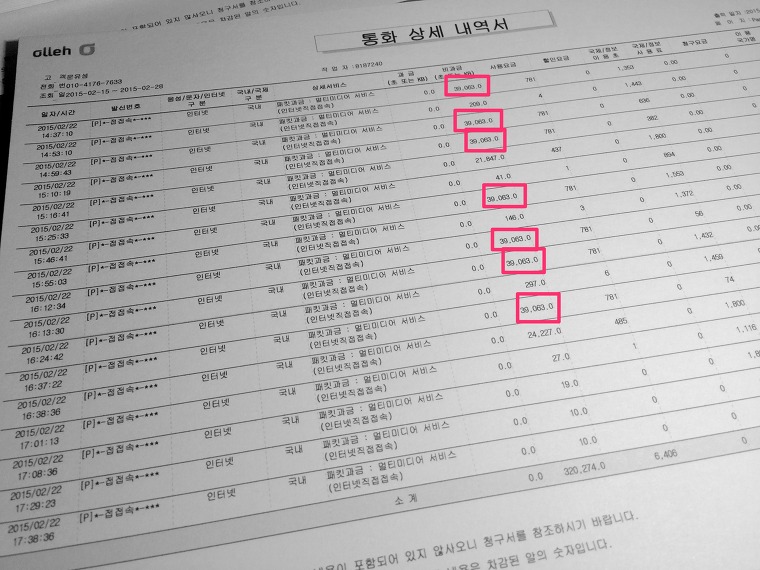 포함되어 있지 않사오니 청구서를 참조하
차감된 알의 숫자입니다.
olleh
통화 상세 내역서
출력 일자 :2015
페 이 지 : Pa
작 업 자 : 8187240
고 객문유성
전화 번010-4176-7633
조회 일2015-02-15 ~ 2015-02-28
일자/시간 발신번호 음성/문자/인터넷 구 분 국내/국제 구 분 상세서비스 과 금 (초 또는 KB) 비과금 (초 또는 KB) 사용요금 할인요금 국제/정보 이 용 초 국제/정보 사 용 음 청구요금 이 용 국가명
2015/02/22 14:37:10 [P]*-접접속*-*** 인터넷 국내 패킷과금 : 멀티미디어 서비스 (인터넷직접접속) 0.0 39,063.0 781 0 1,353 0.00
2015/02/22 14:53:10 [P]*-접접속*-*** 인터넷 국내 패킷과금 : 멀티미디어 서비스 (인터넷직접접속) 0.0 209.0 4 0 1,443 0.00
2015/02/22 14:59:43 [P]*-접접속*-*** 인터넷 국내 패킷과금 : 멀티미디어 서비스 (인터넷직접접속) 0.0 39,063.0 781 0 636 0.00
2015/02/22 15:10:19 [P]*-접접속*-*** 인터넷 국내 패킷과금 : 멀티미디어 서비스 (인터넷직접접속) 0.0 39,063.0 781 0 282 0.00
2015/02/22 15:16:41 [P]*-접접속*-*** 인터넷 국내 패킷과금 : 멀티미디어 서비스 (인터넷직접접속) 0.0 21,847.0 437 0 1,800 0.00
2015/02/22 15:25:33 [P]*-접접속*-*** 인터넷 국내 패킷과금 : 멀티미디어 서비스 (인터넷직접접속) 0.0 41.0 1 0 894 0.00
2015/02/22 15:46:41 [P]*-접접속*-*** 인터넷 국내 패킷과금 : 멀티미디어 서비스 (인터넷직접접속) 0.0 39,063.0 781 0 1,053 0.00
2015/02/22 15:55:03 [P]*-접접속*-*** 인터넷 국내 패킷과금 : 멀티미디어 서비스 (인터넷직접접속) 0.0 146.0 3 0 1,372 0.00
2015/02/22 16:12:34 [P]*-접접속*-*** 인터넷 국내 패킷과금 : 멀티미디어 서비스 (인터넷직접접속) 0.0 39,063.0 781 0 56 0.00
2015/02/22 16:13:30 [P]*-접접속*-*** 인터넷 국내 패킷과금 : 멀티미디어 서비스 (인터넷직접접속) 0.0 39,063.0 781 0 1,432 0.00
2015/02/22 16:24:42 [P]*-접접속*-*** 인터넷 국내 패킷과금 : 멀티미디어 서비스 (인터넷직접접속) 0.0 297.0 6 0 1,459
2015/02/22 16:37:22 [P]*-접접속*-*** 인터넷 국내 패킷과금 : 멀티미디어 서비스 (인터넷직접접속) 0.0 39,063.0 781 0 74
2015/02/22 16:38:36 [P]*-접접속*-*** 인터넷 국내 패킷과금 : 멀티미디어 서비스 (인터넷직접접속) 0.0 24,227.0 485 0 1,800
2015/02/22 17:01:13 [P]*-접접속*-*** 인터넷 국내 패킷과금 : 멀티미디어 서비스 (인터넷직접접속) 0.0 27.0 1 0 1,116
2015/02/22 17:08:36 [P]*-접접속*-*** 인터넷 국내 패킷과금 : 멀티미디어 서비스 (인터넷직접접속) 0.0 19.0 0 0
2015/02/22 17:29:23 [P]*-접접속*-*** 인터넷 국내 패킷과금 : 멀티미디어 서비스 (인터넷직접접속) 0.0 10.0 0 0
2015/02/22 17:38:36 [P]*-접접속*-*** 인터넷 국내 패킷과금 : 멀티미디어 서비스 (인터넷직접접속) 0.0 10.0 0 0
소 계 0.0 320,274.0 6,406 0
포함되어 있지 않사오니 청구서를 참조하시기 바랍니다.
차감된 알의 숫자입니다.